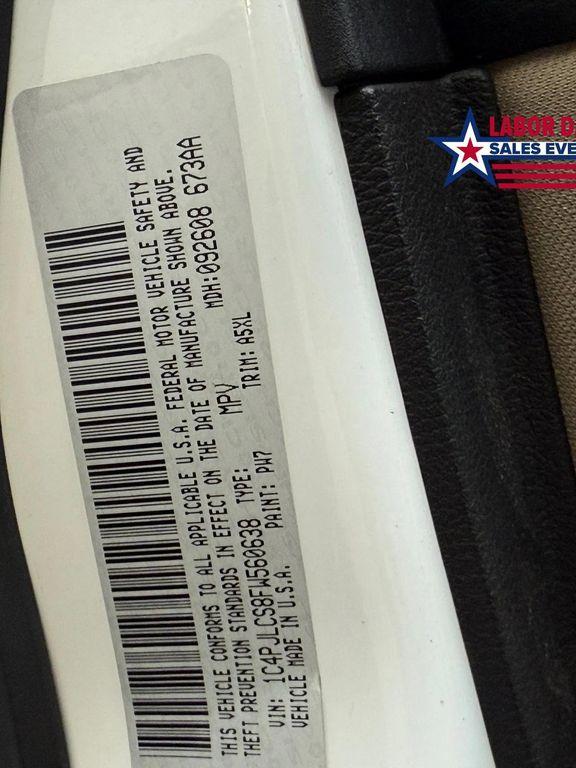 THIS VEHICLE CONFORMS TO ALL APPLICABLE U.S.A. FEDERAL MOTOR VEHICLE SAFETY AND
THEFT PREVENTION STANDARDS IN EFFECT ON THE DATE OF MANUFACTURE SHOWN ABOVE.
MDH:092608 673AA
VIN: 1C4PJLCS8FW560638 TYPE: MPV
VEHICLE MADE IN U.S.A. PAINT: PW7 TRIM: A5XL
LABOR D
SALES EVE